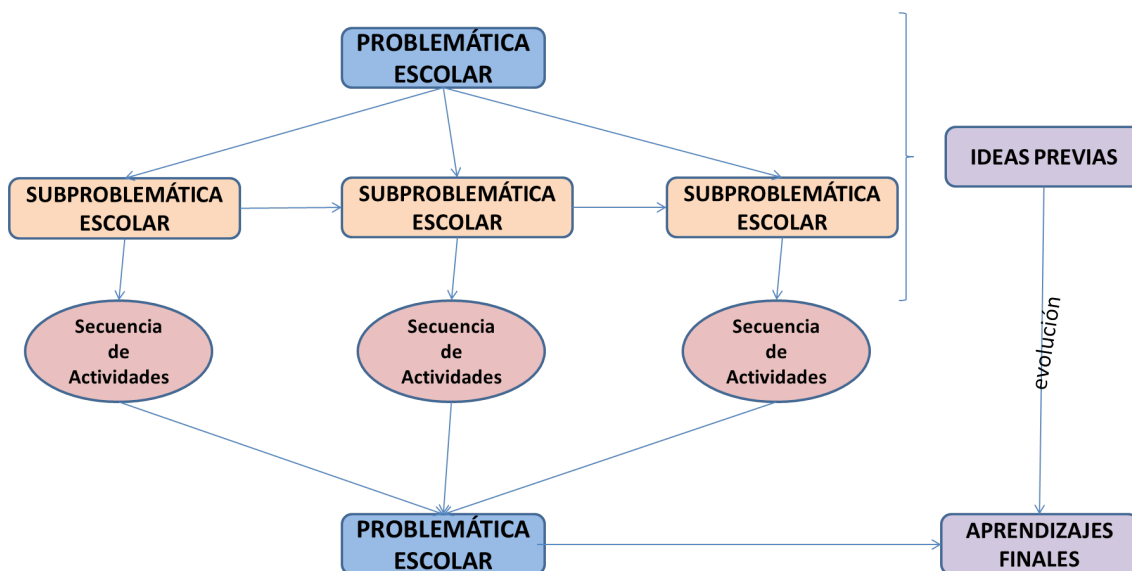 PROBLEMÁTICA
ESCOLAR
IDEAS PREVIAS
SUBPROBLEMÁTICA
ESCOLAR
SUBPROBLEMÁTICA
ESCOLAR
SUBPROBLEMÁTICA
ESCOLAR
Secuencia
de
Actividades
Secuencia
de
Actividades
Secuencia
de
Actividades
evolución
PROBLEMÁTICA
ESCOLAR
APRENDIZAJES
FINALES